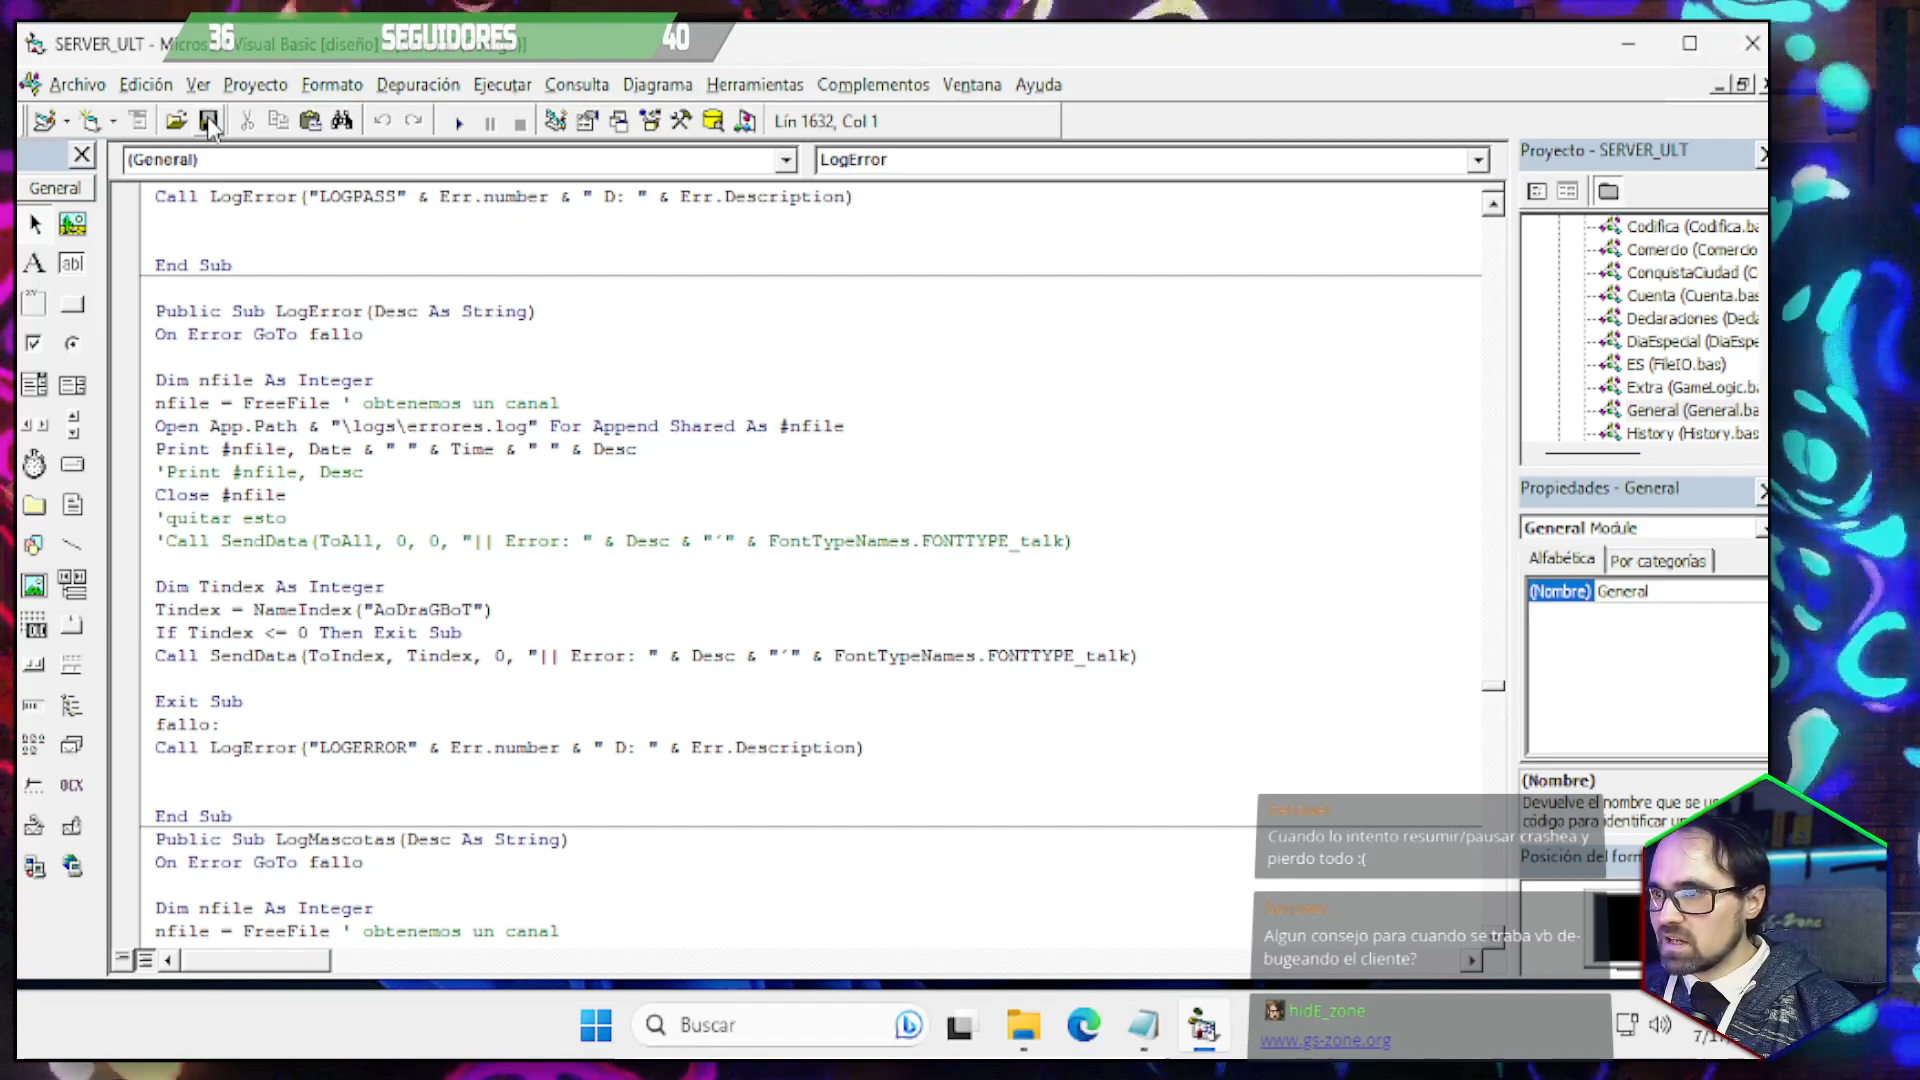 36 SEGUIDORES 40
SERVER_ULT - Micros Visual Basic [diseño]
Archivo Edición Ver Proyecto Formato Depuración Ejecutar Consulta Diagrama Herramientas Complementos Ventana Ayuda
Lín 1632, Col 1
(General) LogError
General
Call LogError("LOGPASS" & Err.number & " D: " & Err.Description)
End Sub
Public Sub LogError(Desc As String)
On Error GoTo fallo
Dim nfile As Integer
nfile = FreeFile ' obtenemos un canal
Open App.Path & "\logs\errores.log" For Append Shared As #nfile
Print #nfile, Date & " " & Time & " " & Desc
'Print #nfile, Desc
Close #nfile
'quitar esto
'Call SendData(ToAll, 0, 0, "|| Error: " & Desc & "´" & FontTypeNames.FONTTYPE_talk)
Dim Tindex As Integer
Tindex = NameIndex("AoDraGBoT")
If Tindex <= 0 Then Exit Sub
Call SendData(ToIndex, Tindex, 0, "|| Error: " & Desc & "´" & FontTypeNames.FONTTYPE_talk)
Exit Sub
fallo:
Call LogError("LOGERROR" & Err.number & " D: " & Err.Description)
End Sub
Public Sub LogMascotas(Desc As String)
On Error GoTo fallo
Dim nfile As Integer
nfile = FreeFile ' obtenemos un canal
Proyecto - SERVER_ULT
Codifica (Codifica.ba
Comercio (Comercio
ConquistaCiudad (C
Cuenta (Cuenta.bas
Declaraciones (Decla
DiaEspecial (DiaEspe
ES (FileIO.bas)
Extra (GameLogic.ba
General (General.ba
History (History.bas
Propiedades - General
General Module
Alfabética Por categorías
(Nombre) General
(Nombre)
Devuelve el nombre que se u
código para identificar un
Posición del form
Cuando lo intento resumir/pausar crashea y
pierdo todo :(
Algun consejo para cuando se traba vb de-
bugeando el cliente?
hidE_zone
www.gs-zone.org
Buscar